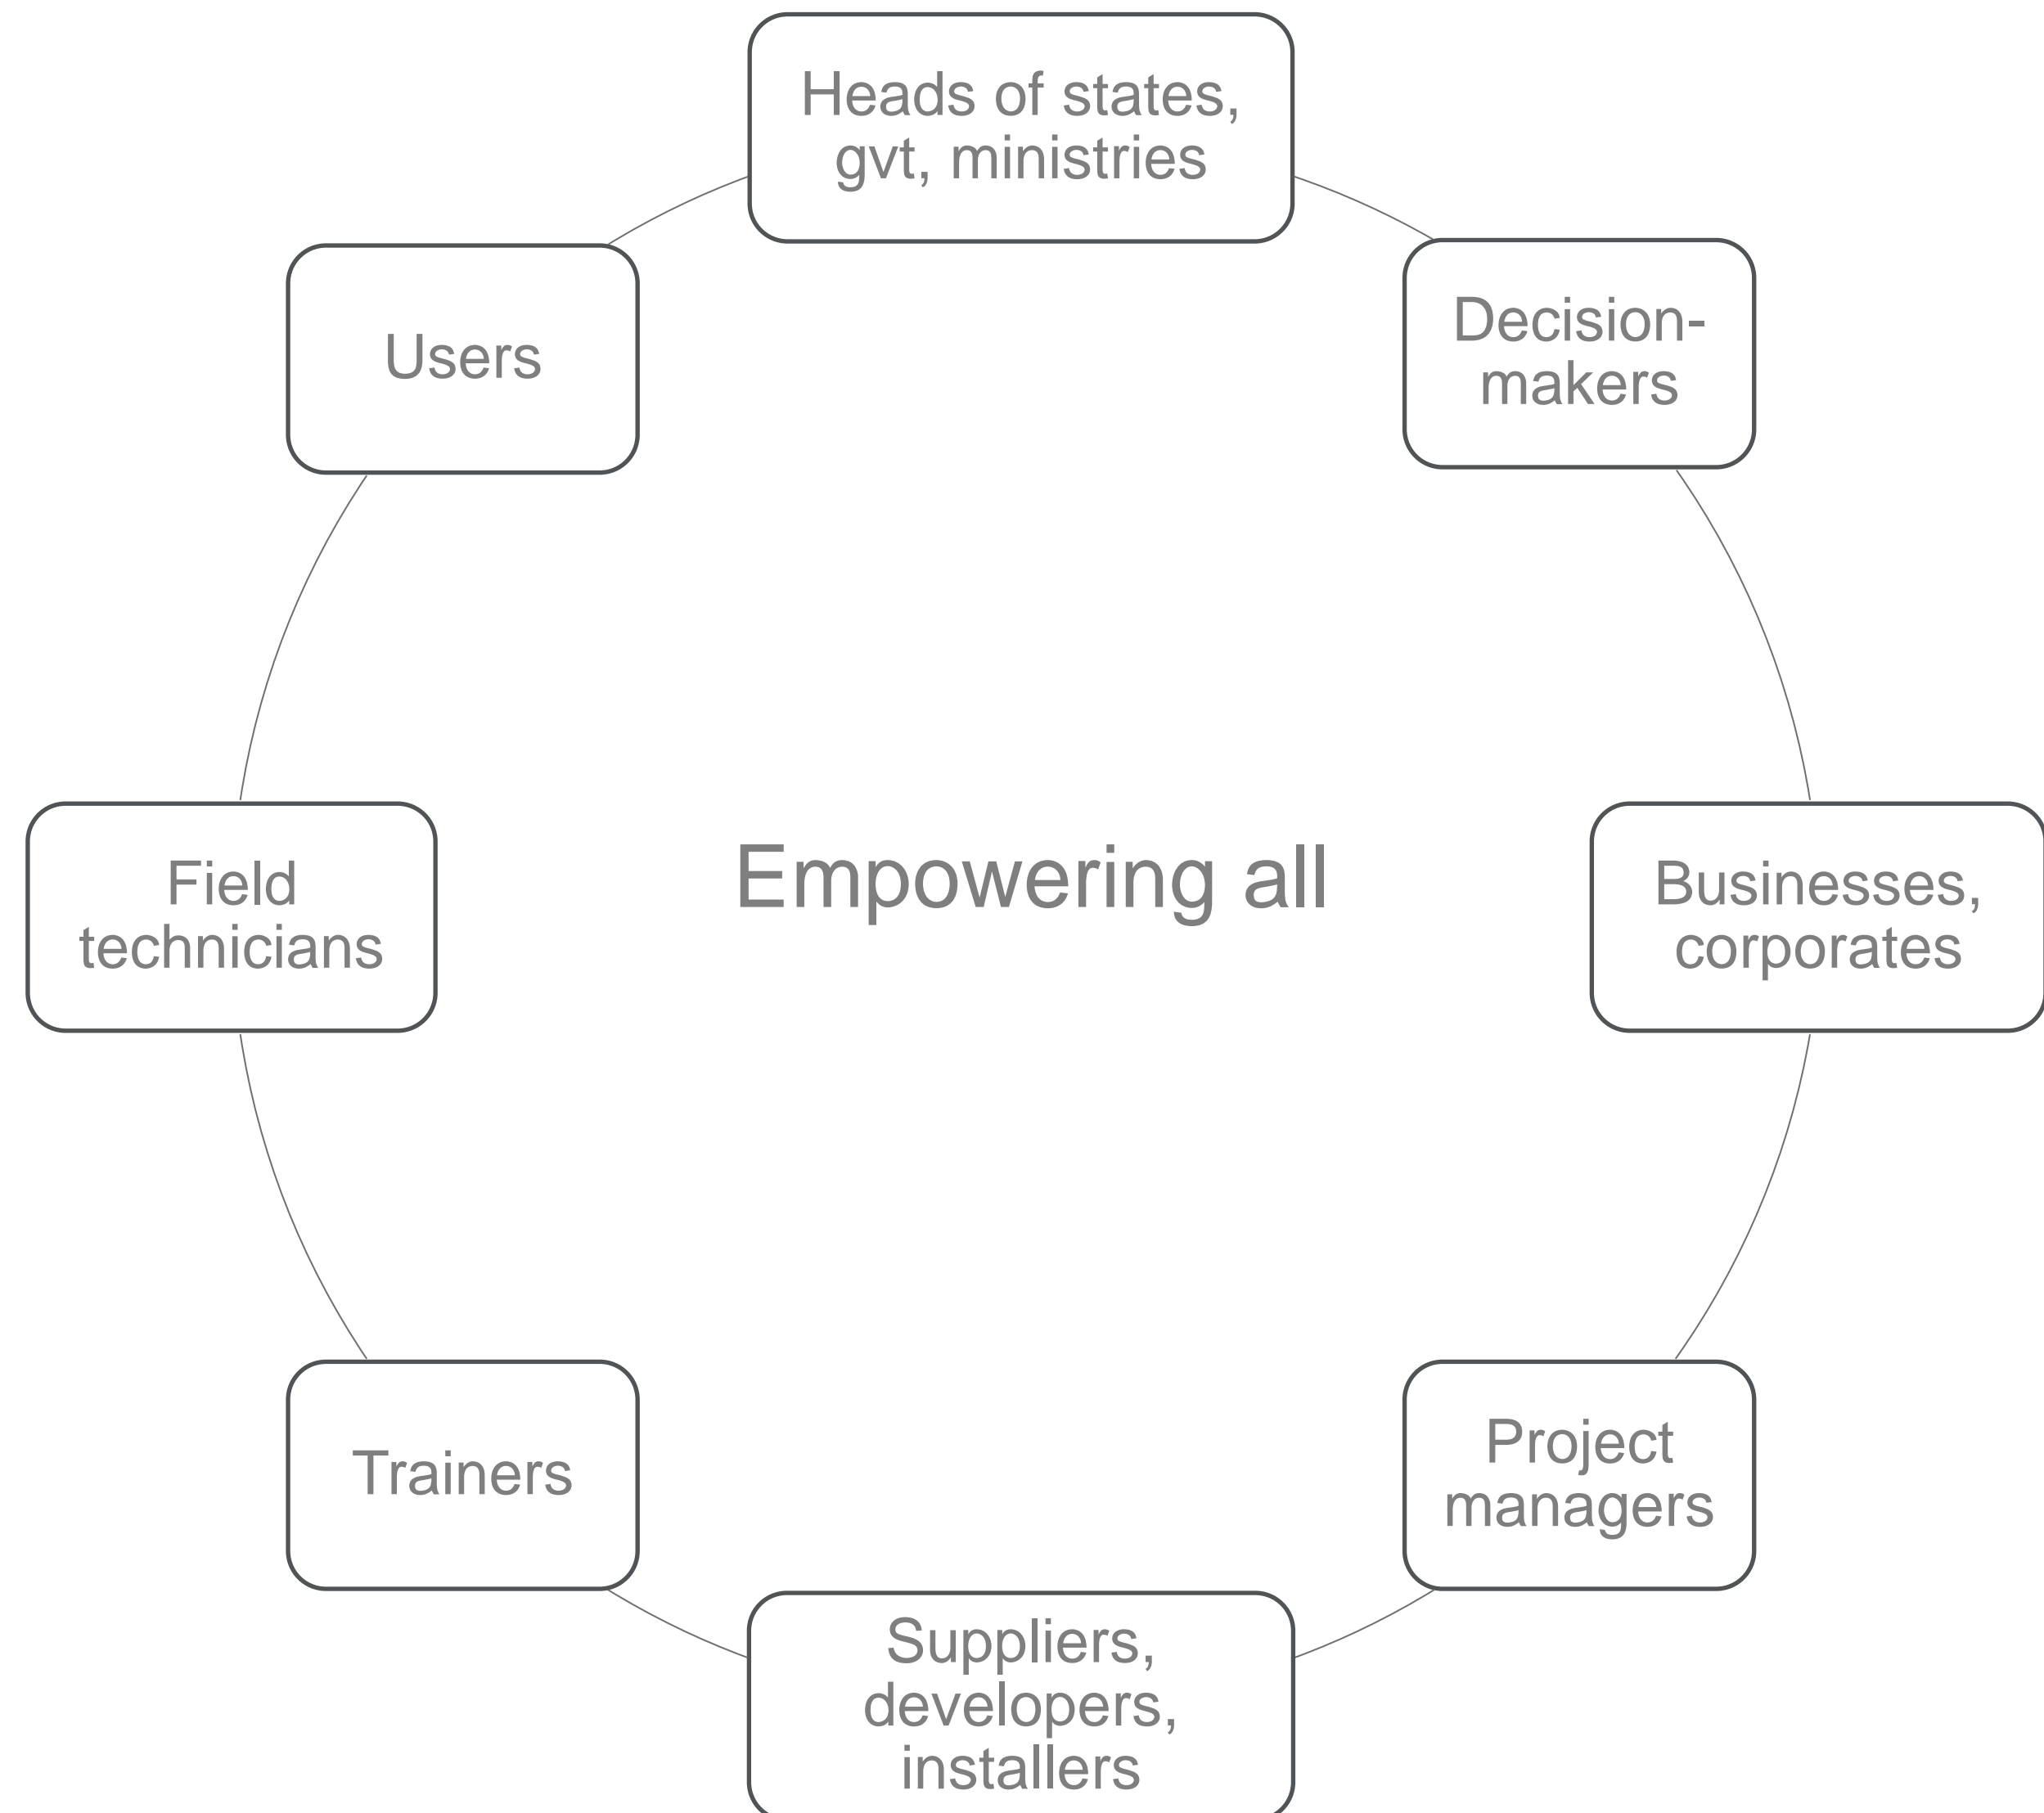 Heads of states,
gvt, ministries
Decision-
makers
Businesses,
corporates
Project
managers
Suppliers,
developers,
installers
Trainers
Field
technicians
Users
Empowering all